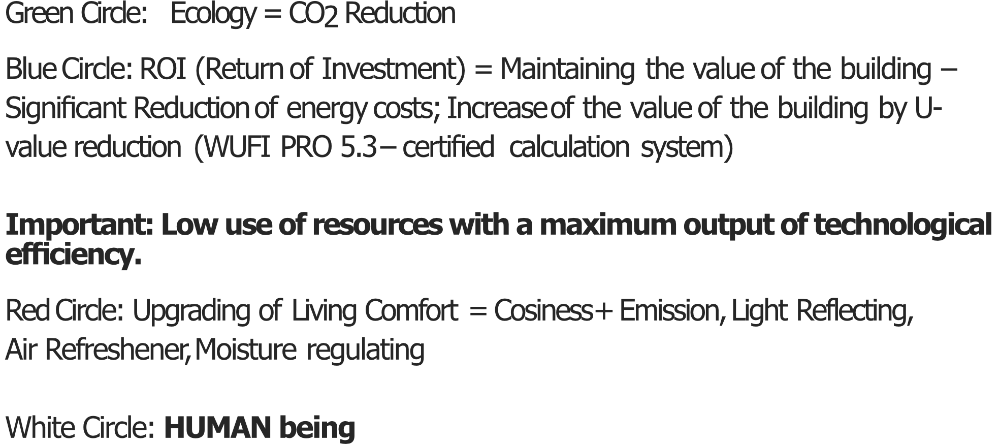 Green Circle: Ecology = CO2 Reduction
Blue Circle: ROI (Return of Investment) = Maintaining the value of the building –
Significant Reduction of energy costs; Increase of the value of the building by U-
value reduction (WUFI PRO 5.3 – certified calculation system)
Important: Low use of resources with a maximum output of technological
efficiency.
Red Circle: Upgrading of Living Comfort = Cosiness+ Emission, Light Reflecting,
Air Refreshener, Moisture regulating
White Circle: HUMAN being